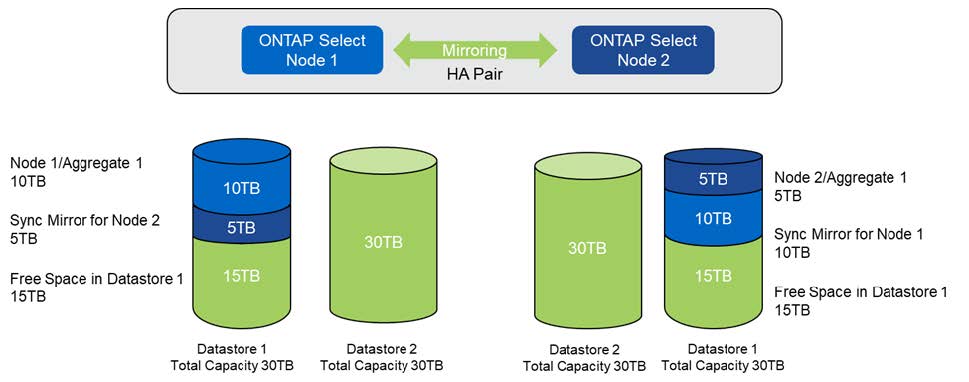 ONTAP Select
Node 1
Mirroring
HA Pair
ONTAP Select
Node 2
Node 1/Aggregate 1
10TB
Sync Mirror for Node 2
5TB
Free Space in Datastore 1
15TB
10TB
5TB
15TB
Datastore 1
Total Capacity 30TB
30TB
Datastore 2
Total Capacity 30TB
30TB
Datastore 2
Total Capacity 30TB
5TB
10TB
15TB
Datastore 1
Total Capacity 30TB
Node 2/Aggregate 1
5TB
Sync Mirror for Node 1
10TB
Free Space in Datastore 1
15TB